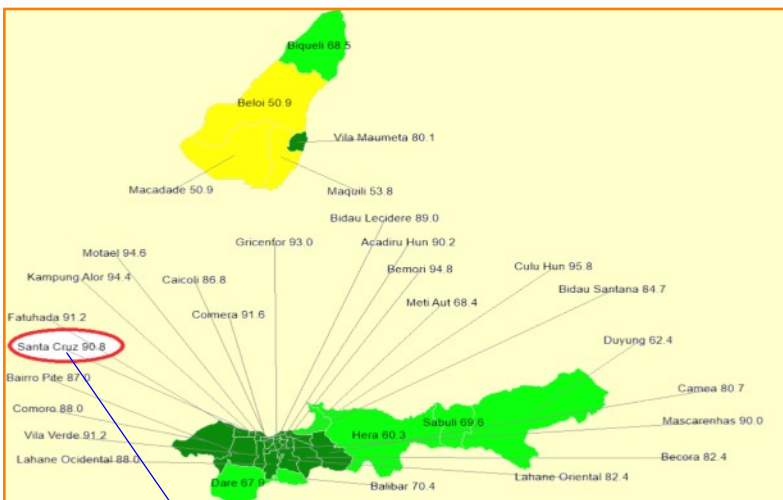 Biqueli 68.5
Beloi 50.9
Vila Maumeta 80.1
Macadade 50.9
Maquili 53.8
Bidau Lecidere 89.0
Gricenfor 93.0
Acadiru Hun 90.2
Motael 94.6
Bemori 94.8
Culu Hun 95.8
Kampung Alor 94.4
Caicoli 86.8
Bidau Santana 84.7
Meti Aut 68.4
Fatuhada 91.2
Coimera 91.6
Santa Cruz 90.8
Duyung 62.4
Bairro Pite 87.0
Camea 80.7
Comoro 88.0
Sabuli 69.6
Mascarenhas 90.0
Vila Verde 91.2
Hera 60.3
Becora 82.4
Lahane Ocidental 88.0
Lahane Oriental 82.4
Dare 67.9
Balibar 70.4